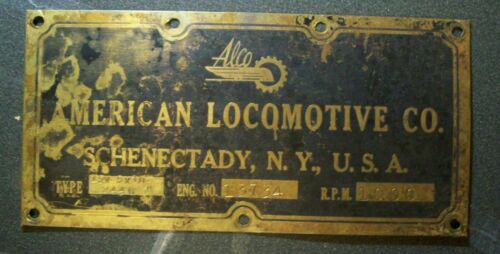 Alco
AMERICAN LOCOMOTIVE CO.
SCHENECTADY, N.Y., U.S.A.
TYPE ENG. NO. R.P.M.